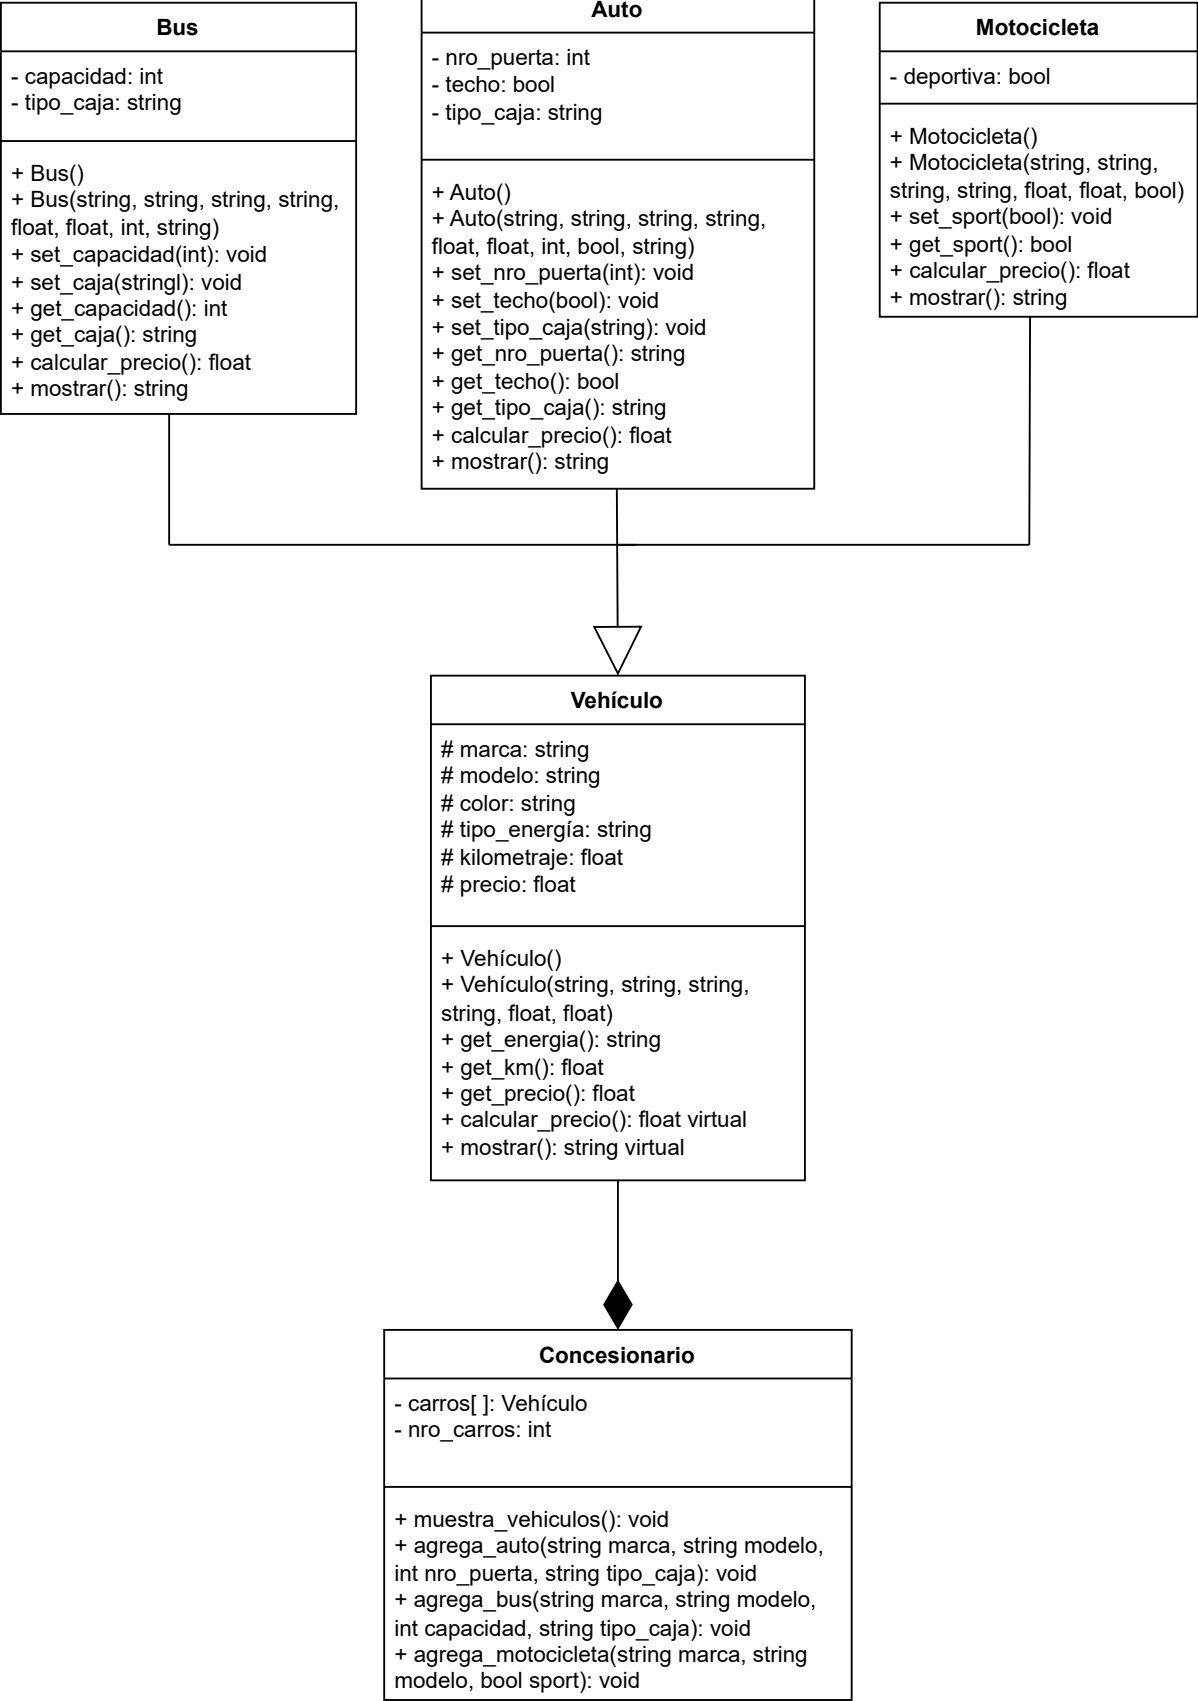 Bus
- capacidad: int
- tipo_caja: string
+ Bus()
+ Bus(string, string, string, string,
float, float, int, string)
+ set_capacidad(int): void
+ set_caja(stringl): void
+ get_capacidad(): int
+ get_caja(): string
+ calcular_precio(): float
+ mostrar(): string
Auto
- nro_puerta: int
- techo: bool
- tipo_caja: string
+ Auto()
+ Auto(string, string, string, string,
float, float, int, bool, string)
+ set_nro_puerta(int): void
+ set_techo(bool): void
+ set_tipo_caja(string): void
+ get_nro_puerta(): string
+ get_techo(): bool
+ get_tipo_caja(): string
+ calcular_precio(): float
+ mostrar(): string
Motocicleta
- deportiva: bool
+ Motocicleta()
+ Motocicleta(string, string,
string, string, float, float, bool)
+ set_sport(bool): void
+ get_sport(): bool
+ calcular_precio(): float
+ mostrar(): string
Vehículo
# marca: string
# modelo: string
# color: string
# tipo_energía: string
# kilometraje: float
# precio: float
+ Vehículo()
+ Vehículo(string, string, string,
string, float, float)
+ get_energia(): string
+ get_km(): float
+ get_precio(): float
+ calcular_precio(): float virtual
+ mostrar(): string virtual
Concesionario
- carros[ ]: Vehículo
- nro_carros: int
+ muestra_vehiculos(): void
+ agrega_auto(string marca, string modelo,
int nro_puerta, string tipo_caja): void
+ agrega_bus(string marca, string modelo,
int capacidad, string tipo_caja): void
+ agrega_motocicleta(string marca, string
modelo, bool sport): void